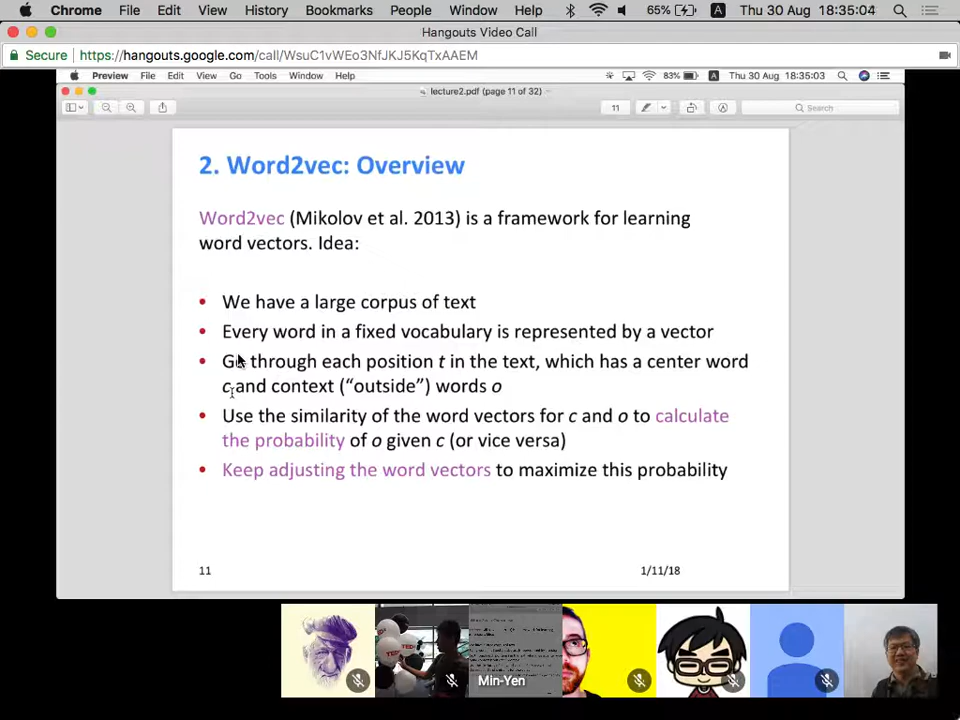 Chrome File Edit View History Bookmarks People Window Help 65% A Thu 30 Aug 18:35:04
Hangouts Video Call
Secure https://hangouts.google.com/call/WsuC1vWEo3NfJKJ5KqTxAAEM
Preview File Edit View Go Tools Window Help 83% A Thu 30 Aug 18:35:03
lecture2.pdf (page 11 of 32)
11 Search
2. Word2vec: Overview
Word2vec (Mikolov et al. 2013) is a framework for learning
word vectors. Idea:
• We have a large corpus of text
• Every word in a fixed vocabulary is represented by a vector
• Go through each position t in the text, which has a center word
c and context (“outside”) words o
• Use the similarity of the word vectors for c and o to calculate
the probability of o given c (or vice versa)
• Keep adjusting the word vectors to maximize this probability
11 1/11/18
Min-Yen